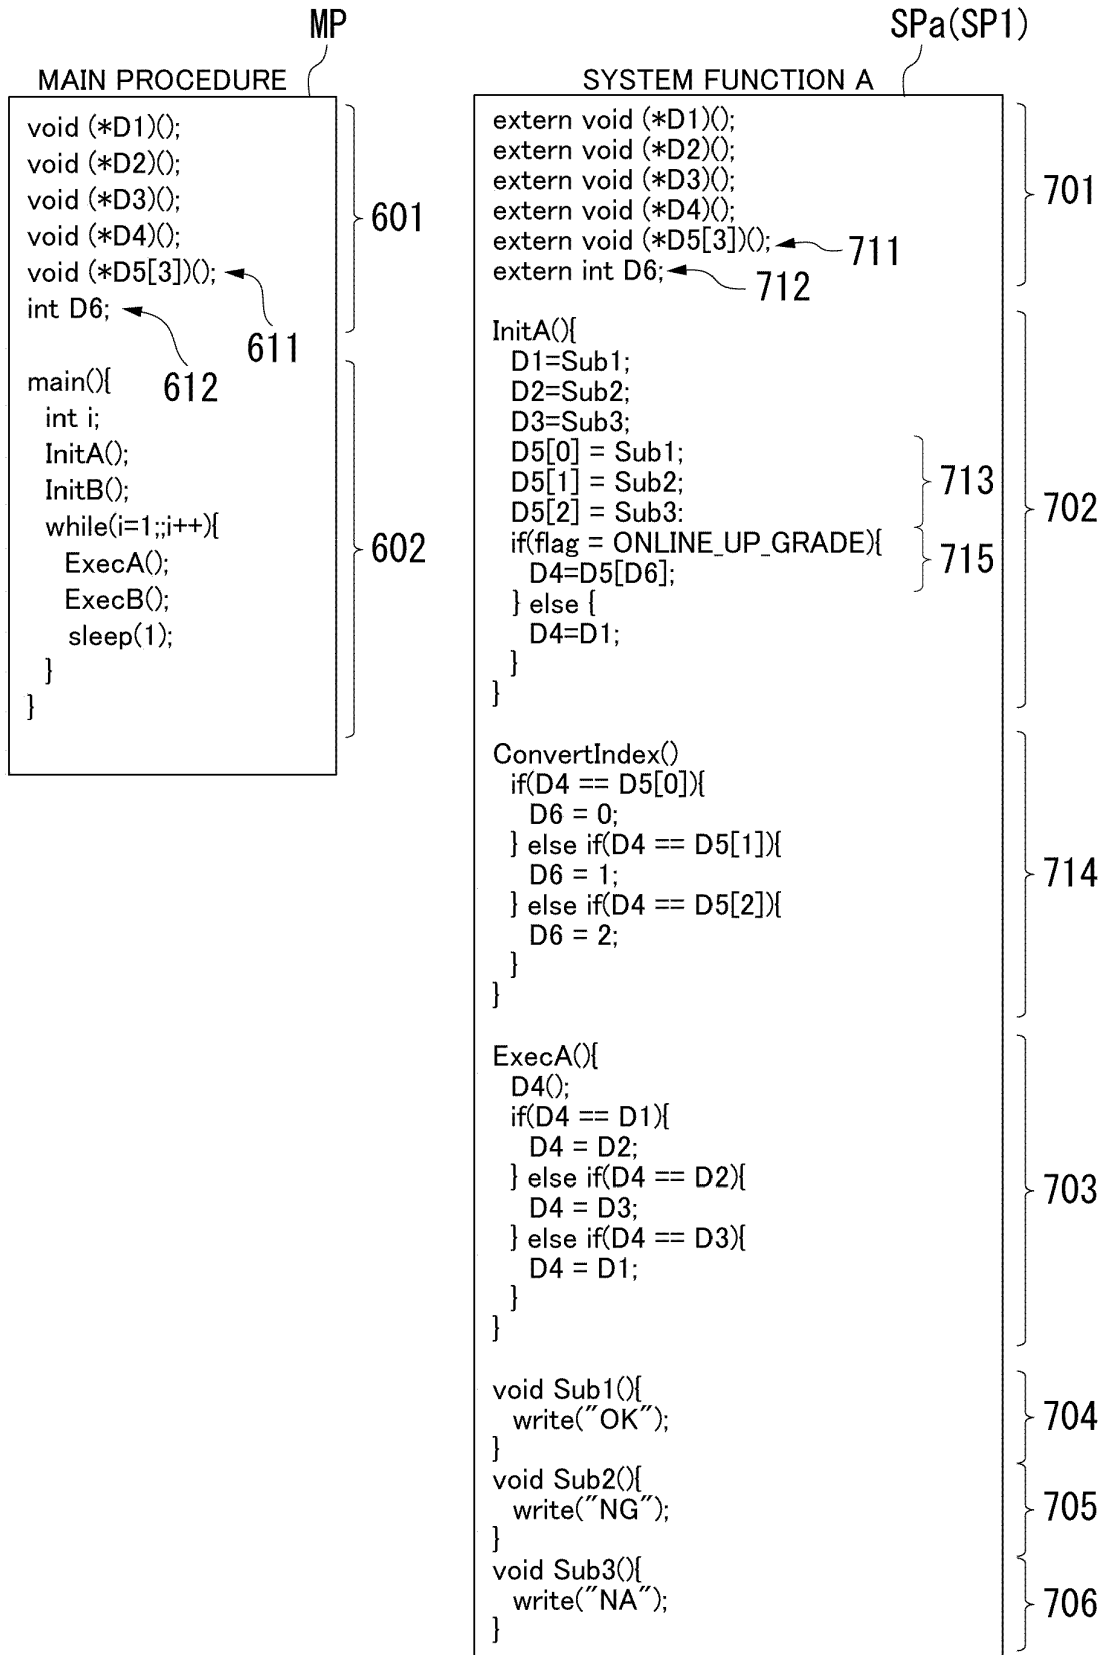 MP
MAIN PROCEDURE
void (*D1)();
void (*D2)();
void (*D3)();
void (*D4)();
void (*D5[3])();
int D6;
601
611
612
main(){
int i;
InitA();
InitB();
while(i=1;;i++){
ExecA();
ExecB();
sleep(1);
}
}
602
SPa(SP1)
SYSTEM FUNCTION A
extern void (*D1)();
extern void (*D2)();
extern void (*D3)();
extern void (*D4)();
extern void (*D5[3])();
extern int D6;
701
711
712
InitA(){
D1=Sub1;
D2=Sub2;
D3=Sub3;
D5[0] = Sub1;
D5[1] = Sub2;
D5[2] = Sub3:
if(flag = ONLINE_UP_GRADE){
D4=D5[D6];
} else {
D4=D1;
}
}
713
715
702
ConvertIndex()
if(D4 == D5[0]){
D6 = 0;
} else if(D4 == D5[1]){
D6 = 1;
} else if(D4 == D5[2]){
D6 = 2;
}
}
714
ExecA(){
D4();
if(D4 == D1){
D4 = D2;
} else if(D4 == D2){
D4 = D3;
} else if(D4 == D3){
D4 = D1;
}
}
703
void Sub1(){
write("OK");
}
704
void Sub2(){
write("NG");
}
705
void Sub3(){
write("NA");
}
706